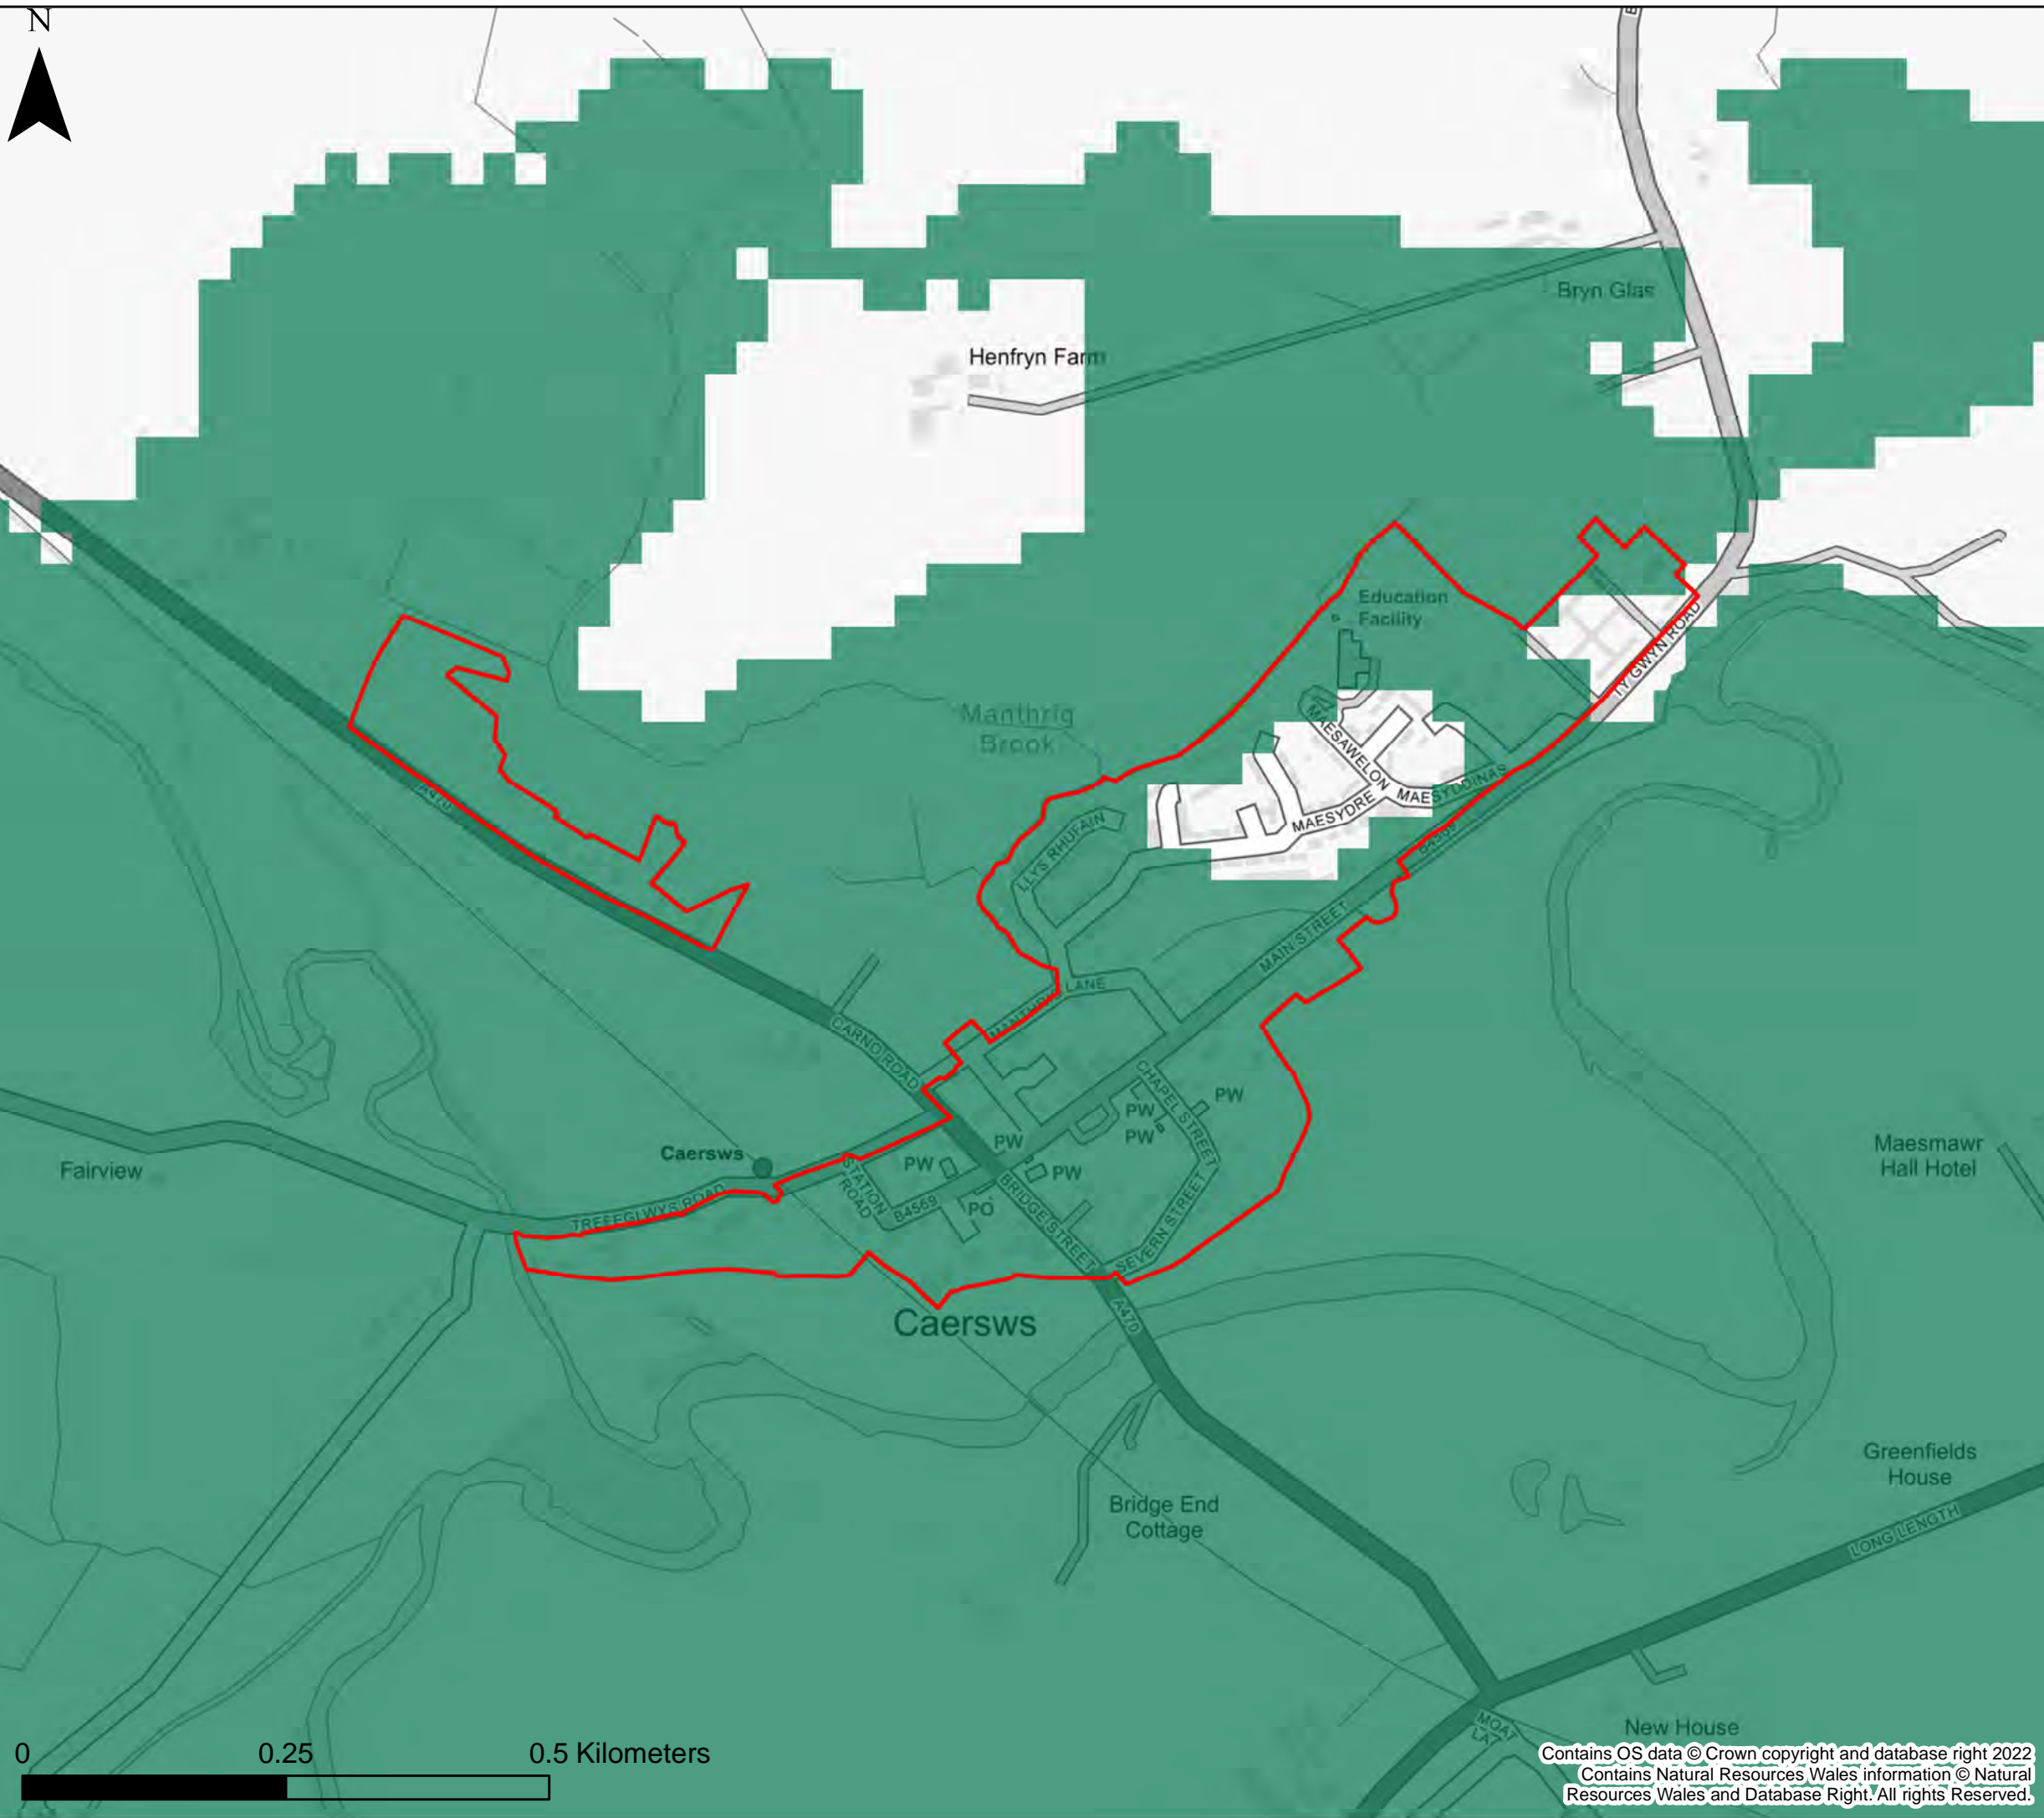 N
B
Bryn Glas
Henfryn Farm
Education
Facility
TY GWYN ROAD
Manthrig
Brook
MAESAWELON
MAESYDDINAS
MAESYDRE
A470
B4569
LLYS RHUFAIN
MAIN STREET
MANTHRIG LANE
CARNO ROAD
CHAPEL STREET
PW
PW
PW
PW
PW
PW
Caersws
Maesmawr
Hall Hotel
Fairview
STATION
ROAD
TREFEGLWYS ROAD
B4569
PO
BRIDGE STREET
SEVERN STREET
Caersws
A470
Greenfields
House
Bridge End
Cottage
LONG LENGTH
MOAT
LA
New House
0
0.25
0.5 Kilometers
Contains OS data © Crown copyright and database right 2022
Contains Natural Resources Wales information © Natural
Resources Wales and Database Right. All rights Reserved.